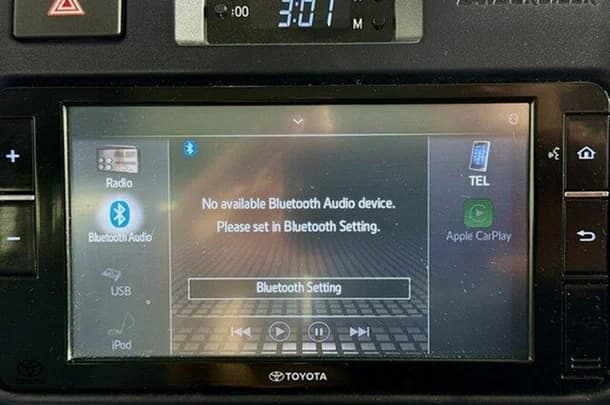 :00
3:07
H
M
Radio
Bluetooth Audio
USB
iPod
No available Bluetooth Audio device.
Please set in Bluetooth Setting.
Bluetooth Setting
TEL
Apple CarPlay
TOYOTA